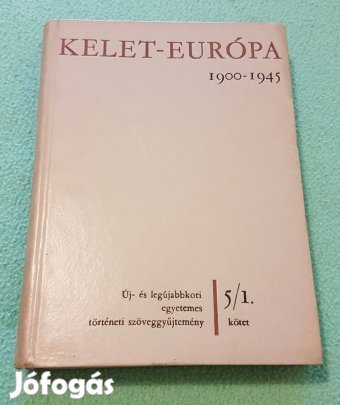 KELET-EURÓPA
1900-1945
Új- és legújabbkori
egyetemes
történeti szöveggyűjtemény
5/1.
kötet
Jófogás